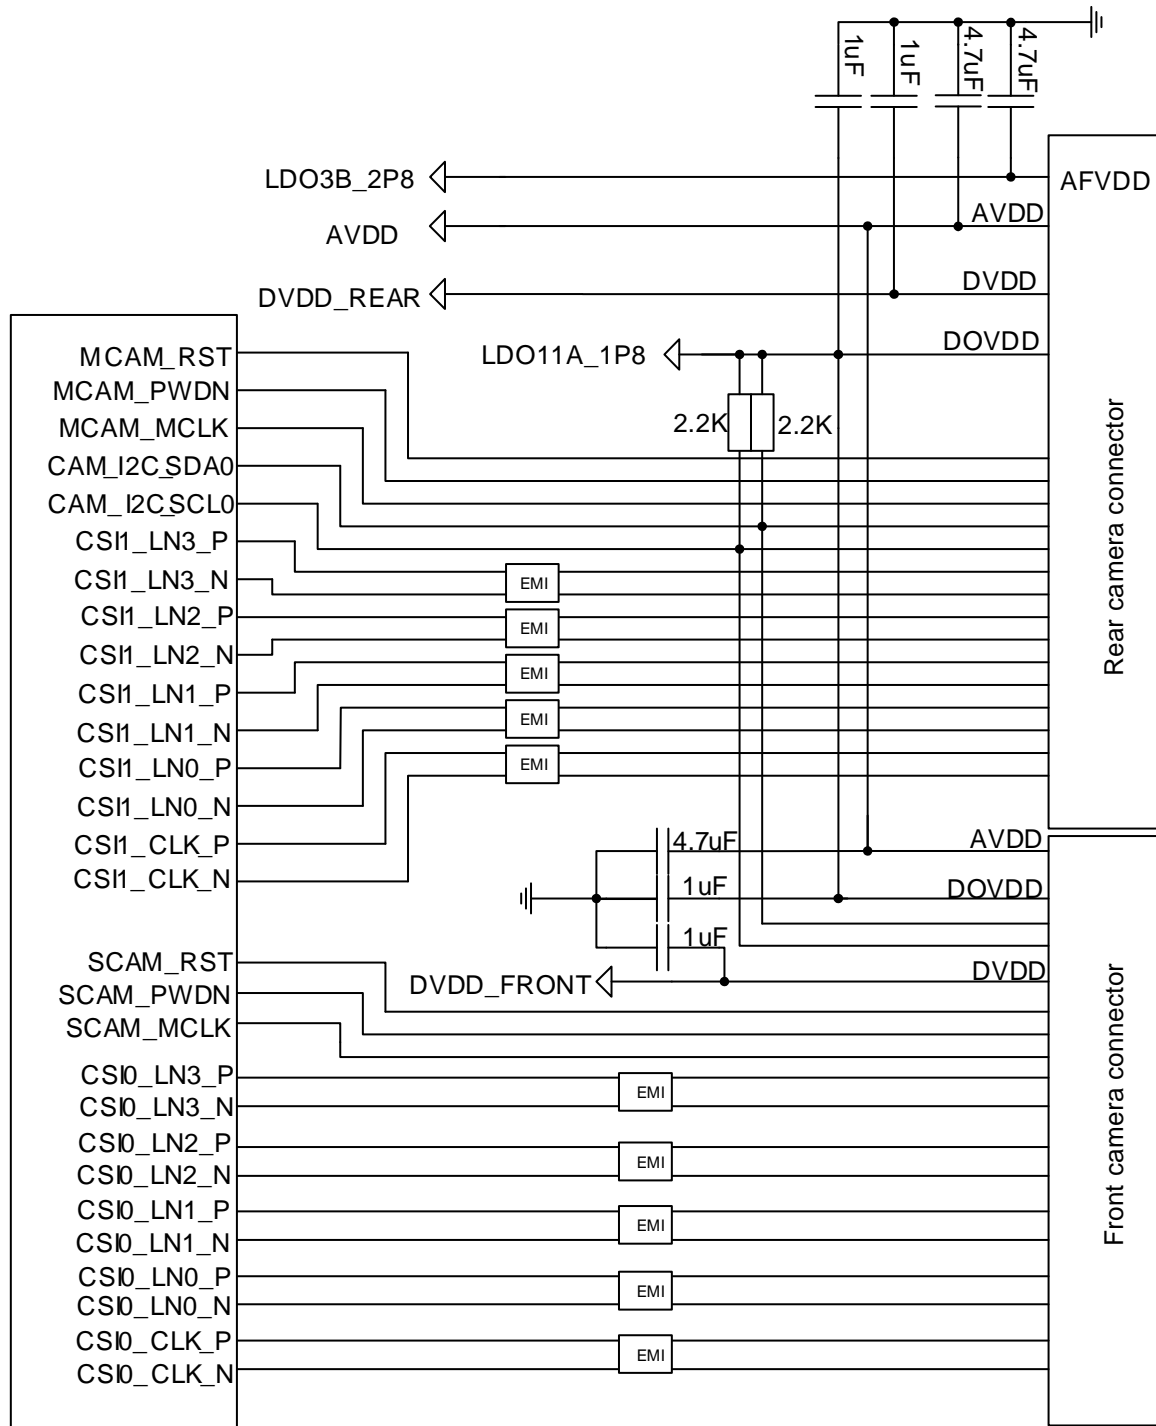 1uF
1uF
4.7uF
4.7uF
LDO3B_2P8
AFVDD
AVDD
AVDD
DVDD_REAR
DVDD
LDO11A_1P8
DOVDD
2.2K
2.2K
Rear camera connector
MCAM_RST
MCAM_PWDN
MCAM_MCLK
CAM_I2C_SDA0
CAM_I2C_SCL0
CSI1_LN3_P
CSI1_LN3_N
EMI
CSI1_LN2_P
EMI
CSI1_LN2_N
CSI1_LN1_P
EMI
CSI1_LN1_N
EMI
CSI1_LN0_P
EMI
CSI1_LN0_N
CSI1_CLK_P
CSI1_CLK_N
4.7uF
AVDD
1uF
DOVDD
1uF
DVDD_FRONT
DVDD
Front camera connector
SCAM_RST
SCAM_PWDN
SCAM_MCLK
CSI0_LN3_P
EMI
CSI0_LN3_N
CSI0_LN2_P
EMI
CSI0_LN2_N
CSI0_LN1_P
EMI
CSI0_LN1_N
CSI0_LN0_P
EMI
CSI0_LN0_N
CSI0_CLK_P
EMI
CSI0_CLK_N